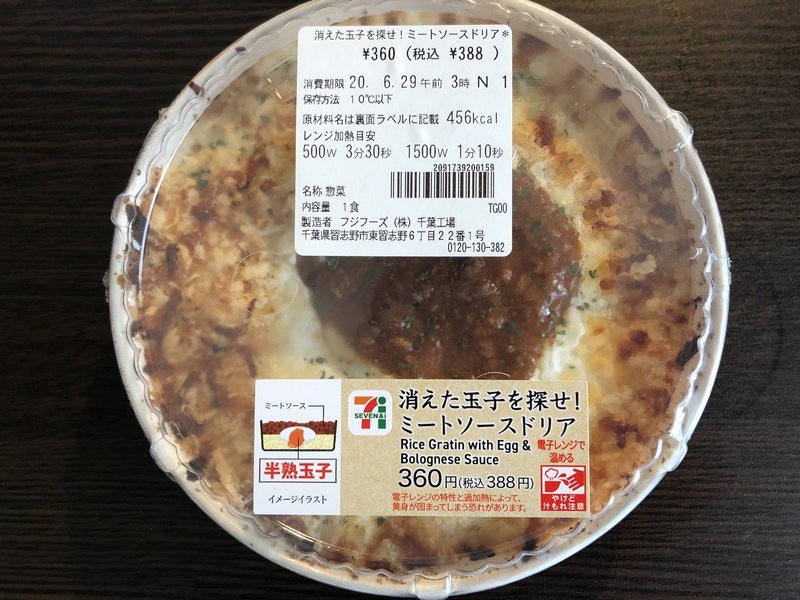 消えた玉子を探せ!ミートソースドリア*
¥360 (税込 ¥388 )
消費期限 20. 6. 29午前 3時 N 1
保存方法 10℃以下
原材料名は裏面ラベルに記載 456kcal
レンジ加熱目安
500W 3分30秒 1500W 1分10秒
2091739200159
名称 惣菜
内容量 1食 TG00
製造者 フジフーズ(株)千葉工場
千葉県習志野市東習志野6丁目22番1号
0120-130-382
ミートソース
半熟玉子
イメージイラスト
7
SEVEN&i
消えた玉子を探せ!
ミートソースドリア
Rice Gratin with Egg &
Bolognese Sauce
電子レンジで
温める
360円(税込388円)
電子レンジの特性と過加熱によって、
黄身が固まってしまう恐れがあります。
やけど
汁もれ注意